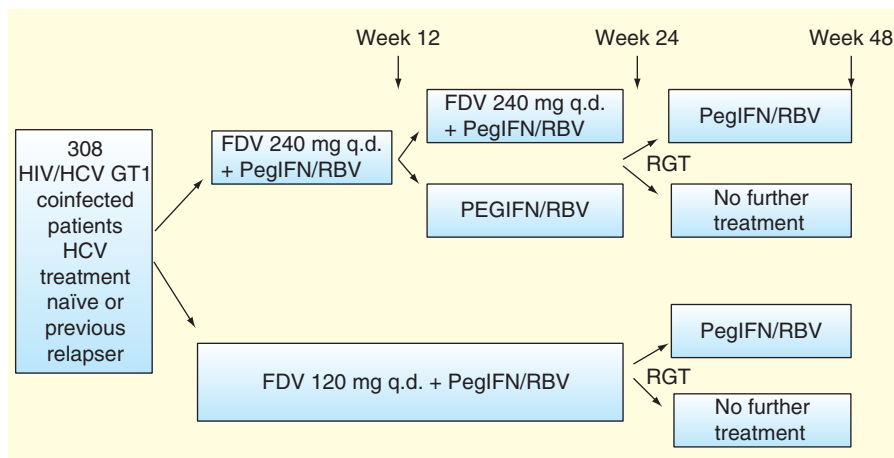 Week 12
Week 24
Week 48
308
HIV/HCV GT1
coinfected
patients
HCV
treatment
naïve or
previous
relapser
FDV 240 mg q.d.
+ PegIFN/RBV
FDV 240 mg q.d.
+ PegIFN/RBV
PEGIFN/RBV
RGT
PegIFN/RBV
No further
treatment
FDV 120 mg q.d. + PegIFN/RBV
RGT
PegIFN/RBV
No further
treatment